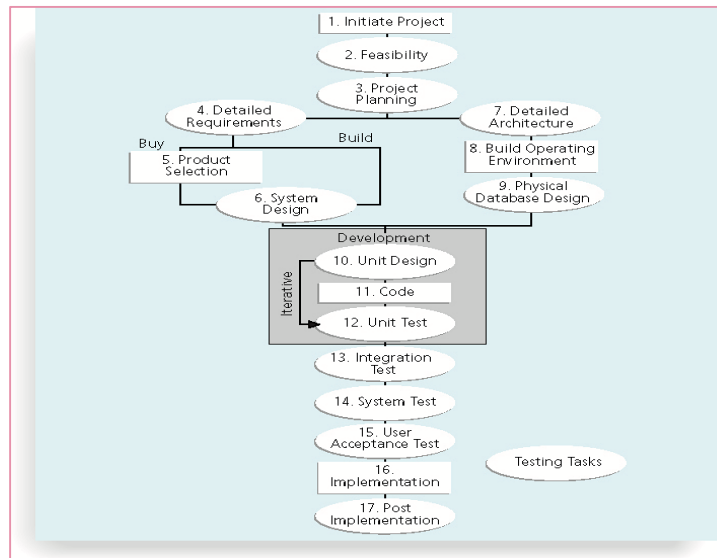 1. Initiate Project
2. Feasibility
3. Project
Planning
4. Detailed
Requirements
7. Detailed
Architecture
Buy
Build
5. Product
Selection
8. Build Operating
Environment
6. System
Design
9. Physical
Database Design
Development
10. Unit Design
Iterative
11. Code
12. Unit Test
13. Integration
Test
14. System Test
15. User
Acceptance Test
16.
Implementation
Testing Tasks
17. Post
Implementation